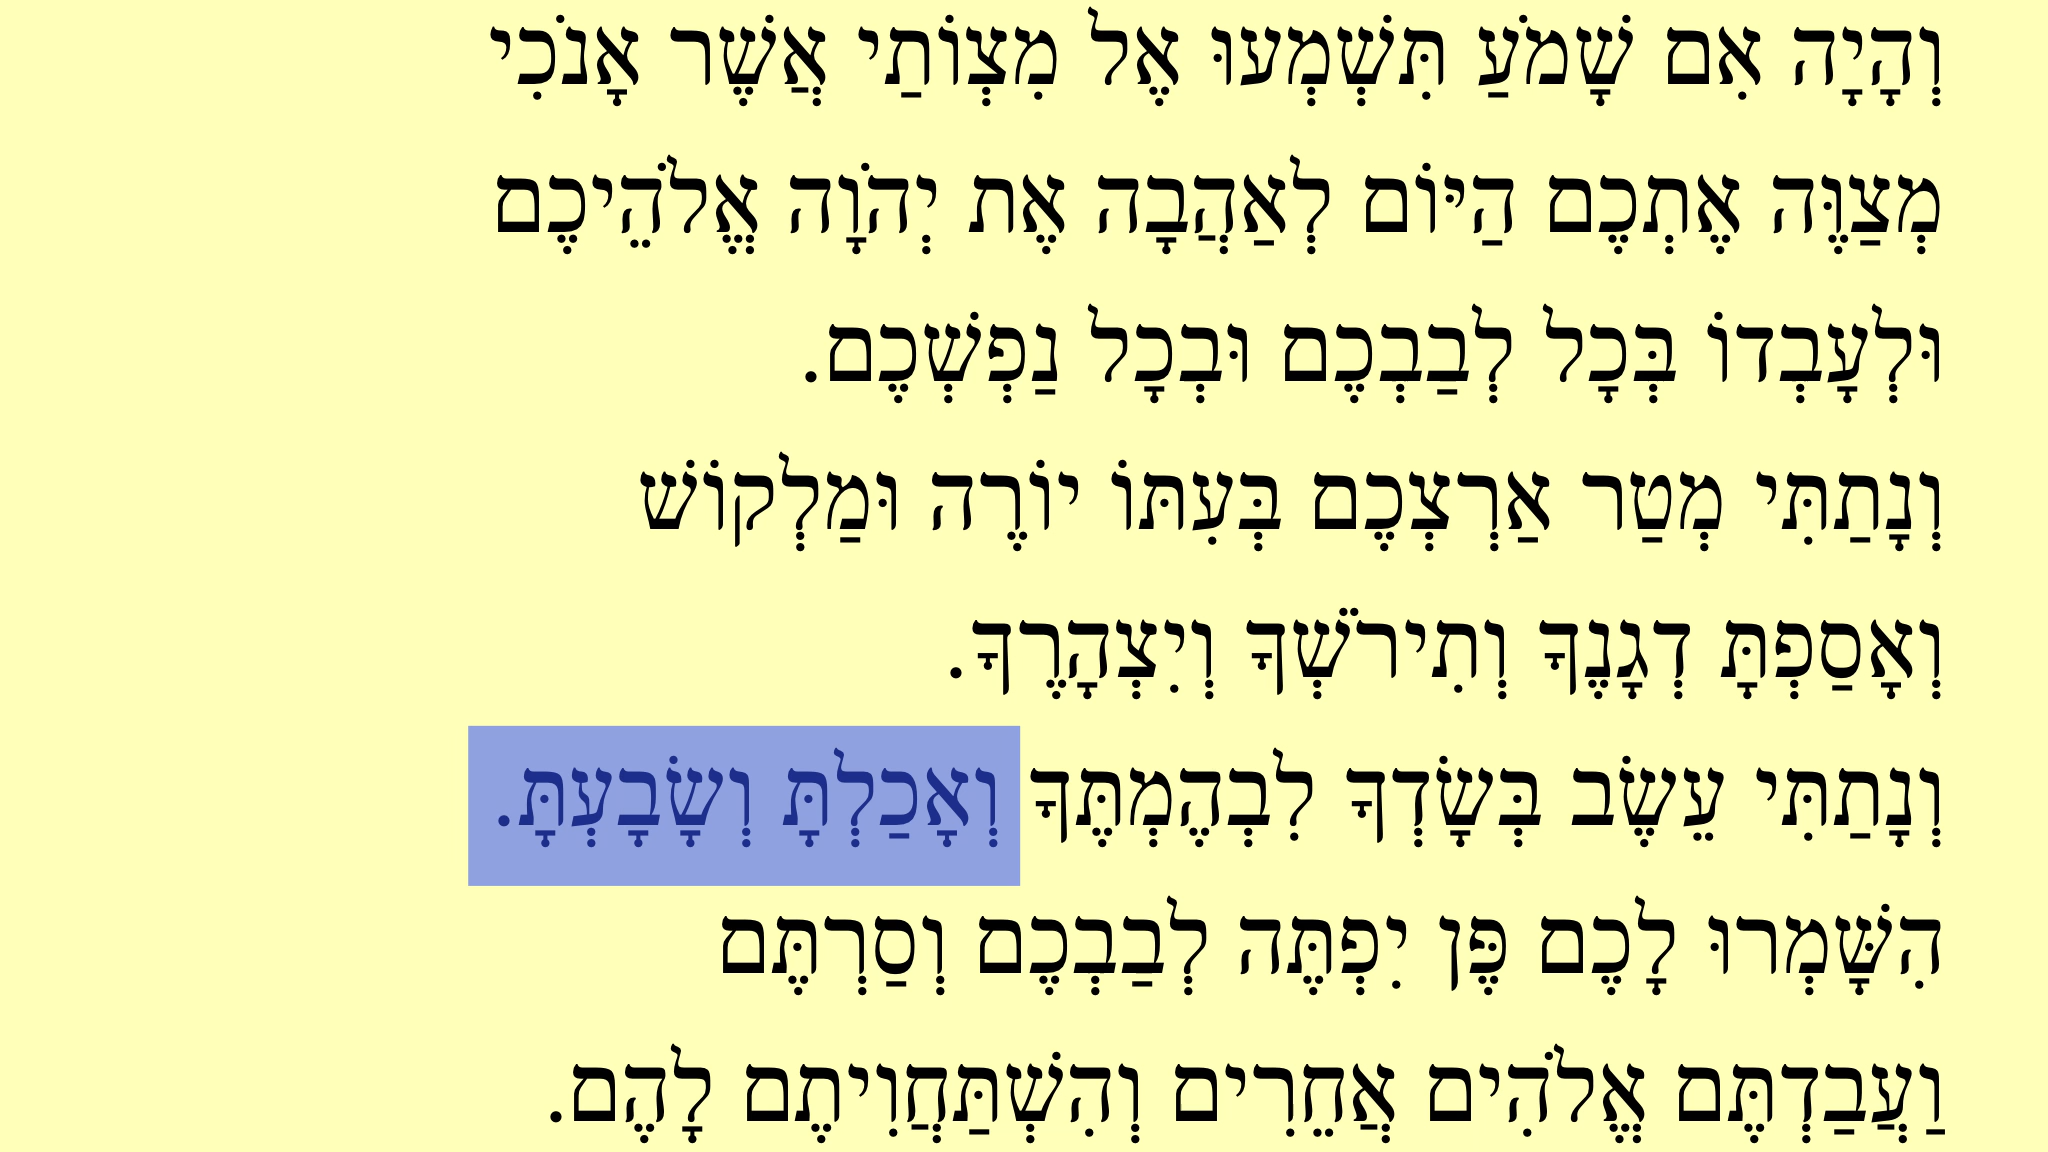 וְהָיָה אִם שָׁמֹעַ תִּשְׁמְעוּ אֶל מִצְוֹתַי אֲשֶׁר אָנֹכִי
מְצַוֶּה אֶתְכֶם הַיּוֹם לְאַהֲבָה אֶת יְהֹוָה אֱלֹהֵיכֶם
וּלְעָבְדוֹ בְּכָל לְבַבְכֶם וּבְכָל נַפְשְׁכֶם.
וְנָתַתִּי מְטַר אַרְצְכֶם בְּעִתּוֹ יוֹרֶה וּמַלְקוֹשׁ
וְאָסַפְתָּ דְגָנֶךָ וְתִירֹשְׁךָ וְיִצְהָרֶךָ.
וְנָתַתִּי עֵשֶׂב בְּשָׂדְךָ לִבְהֶמְתֶּךָ וְאָכַלְתָּ וְשָׂבָעְתָּ.
הִשָּׁמְרוּ לָכֶם פֶּן יִפְתֶּה לְבַבְכֶם וְסַרְתֶּם
וַעֲבַדְתֶּם אֱלֹהִים אֲחֵרִים וְהִשְׁתַּחֲוִיתֶם לָהֶם.